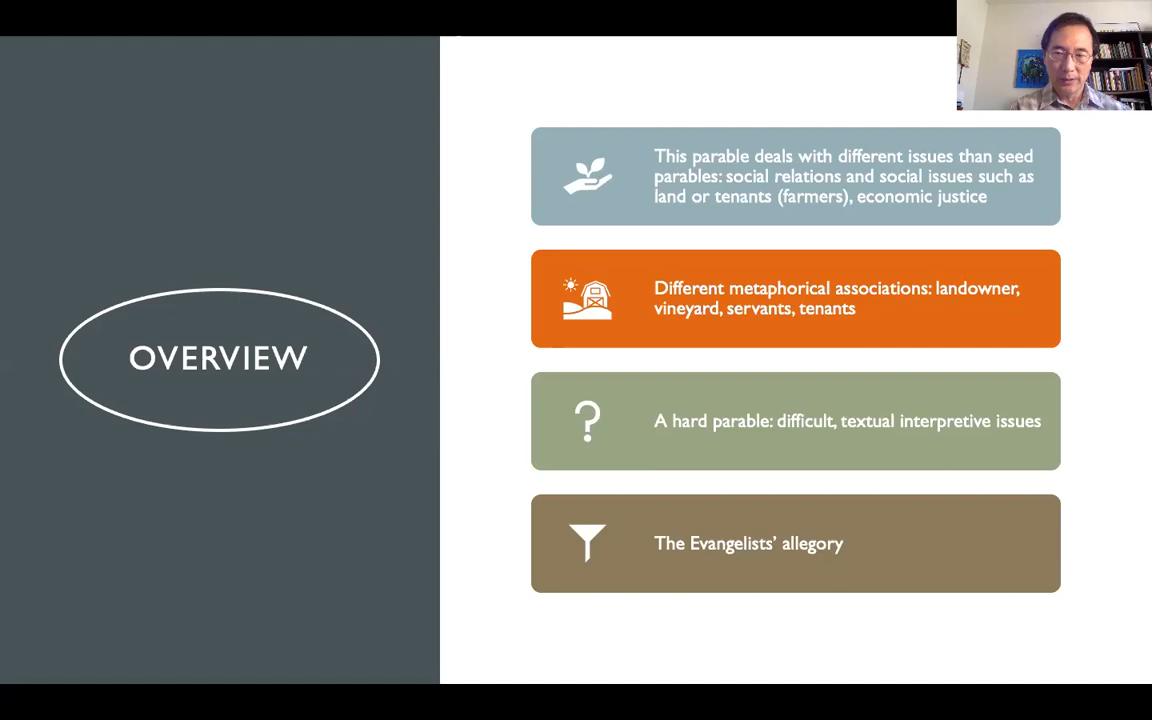 OVERVIEW
This parable deals with different issues than seed
parables: social relations and social issues such as
land or tenants (farmers), economic justice
Different metaphorical associations: landowner,
vineyard, servants, tenants
?
A hard parable: difficult, textual interpretive issues
The Evangelists’ allegory